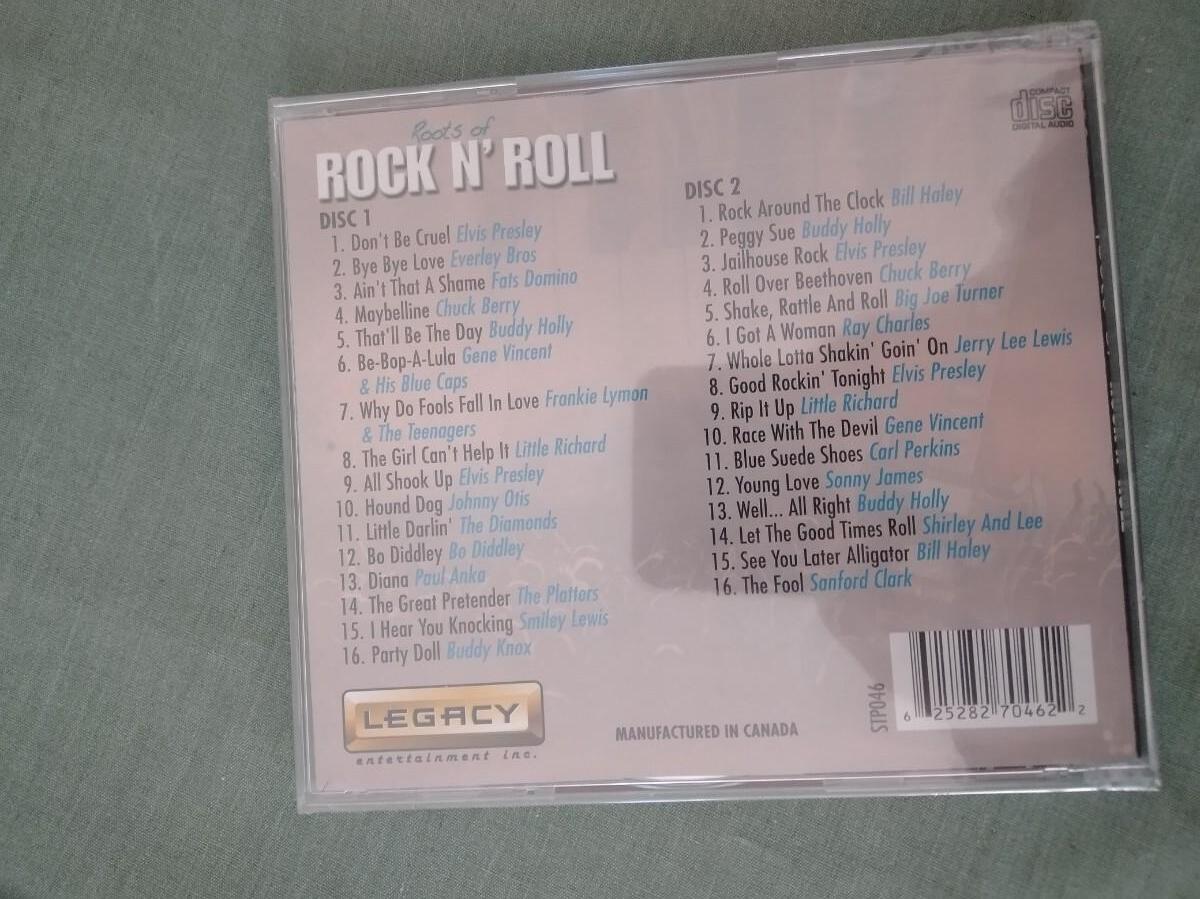 Roots of
ROCK N' ROLL
DISC 1
1. Don't Be Cruel Elvis Presley
2. Bye Bye Love Everley Bros
3. Ain't That A Shame Fats Domino
4. Maybelline Chuck Berry
5. That'll Be The Day Buddy Holly
6. Be-Bop-A-Lula Gene Vincent
& His Blue Caps
7. Why Do Fools Fall In Love Frankie Lymon
& The Teenagers
8. The Girl Can't Help It Little Richard
9. All Shook Up Elvis Presley
10. Hound Dog Johnny Otis
11. Little Darlin' The Diamonds
12. Bo Diddley Bo Diddley
13. Diana Paul Anka
14. The Great Pretender The Platters
15. I Hear You Knocking Smiley Lewis
16. Party Doll Buddy Knox
DISC 2
1. Rock Around The Clock Bill Haley
2. Peggy Sue Buddy Holly
3. Jailhouse Rock Elvis Presley
4. Roll Over Beethoven Chuck Berry
5. Shake, Rattle And Roll Big Joe Turner
6. I Got A Woman Ray Charles
7. Whole Lotta Shakin' Goin' On Jerry Lee Lewis
8. Good Rockin' Tonight Elvis Presley
9. Rip It Up Little Richard
10. Race With The Devil Gene Vincent
11. Blue Suede Shoes Carl Perkins
12. Young Love Sonny James
13. Well... All Right Buddy Holly
14. Let The Good Times Roll Shirley And Lee
15. See You Later Alligator Bill Haley
16. The Fool Sanford Clark
COMPACT
disc
DIGITAL AUDIO
LEGACY
entertainment inc.
MANUFACTURED IN CANADA
STP046
6 25282 70462 2